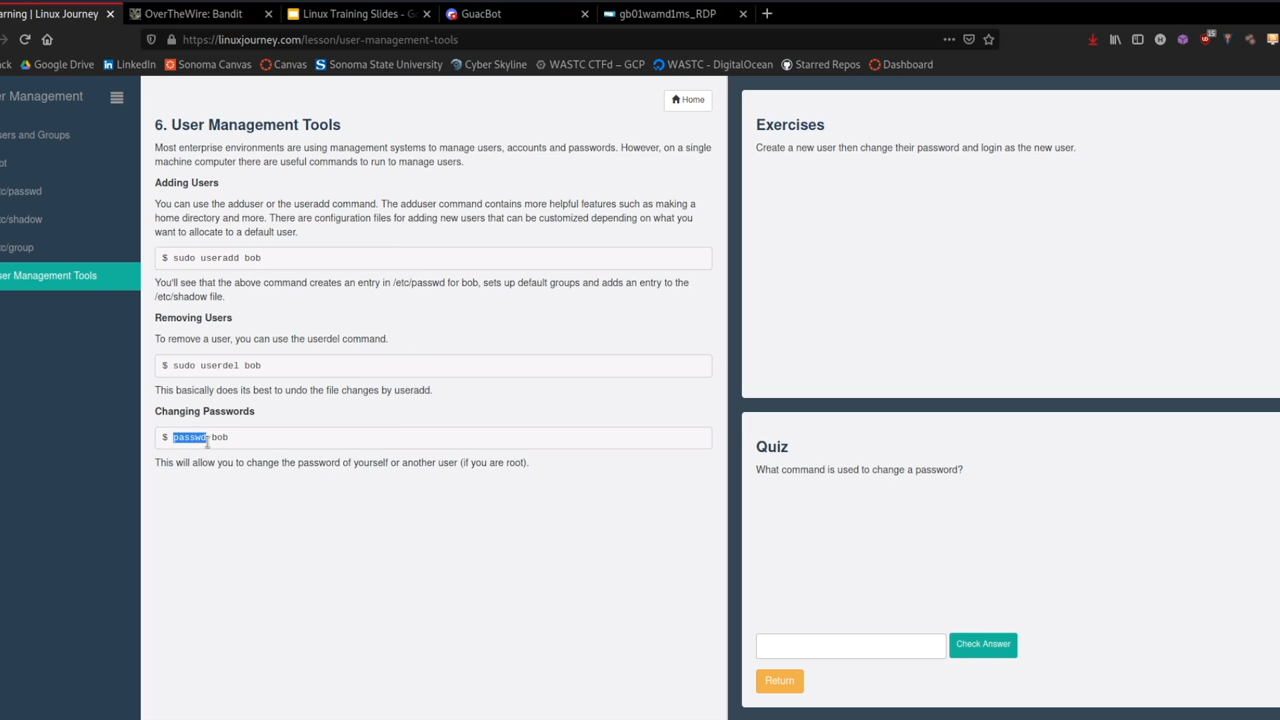 arning | Linux Journey
OverTheWire: Bandit
Linux Training Slides - G
GuacBot
gb01wamd1ms_RDP
https://linuxjourney.com/lesson/user-management-tools
15
ack
Google Drive
LinkedIn
Sonoma Canvas
Canvas
Sonoma State University
Cyber Skyline
WASTC CTFd – GCP
WASTC - DigitalOcean
Starred Repos
Dashboard
er Management
sers and Groups
ot
tc/passwd
tc/shadow
tc/group
ser Management Tools
Home
6. User Management Tools
Most enterprise environments are using management systems to manage users, accounts and passwords. However, on a single
machine computer there are useful commands to run to manage users.
Adding Users
You can use the adduser or the useradd command. The adduser command contains more helpful features such as making a
home directory and more. There are configuration files for adding new users that can be customized depending on what you
want to allocate to a default user.
$ sudo useradd bob
You'll see that the above command creates an entry in /etc/passwd for bob, sets up default groups and adds an entry to the
/etc/shadow file.
Removing Users
To remove a user, you can use the userdel command.
$ sudo userdel bob
This basically does its best to undo the file changes by useradd.
Changing Passwords
$ passwd bob
This will allow you to change the password of yourself or another user (if you are root).
Exercises
Create a new user then change their password and login as the new user.
Quiz
What command is used to change a password?
Check Answer
Return